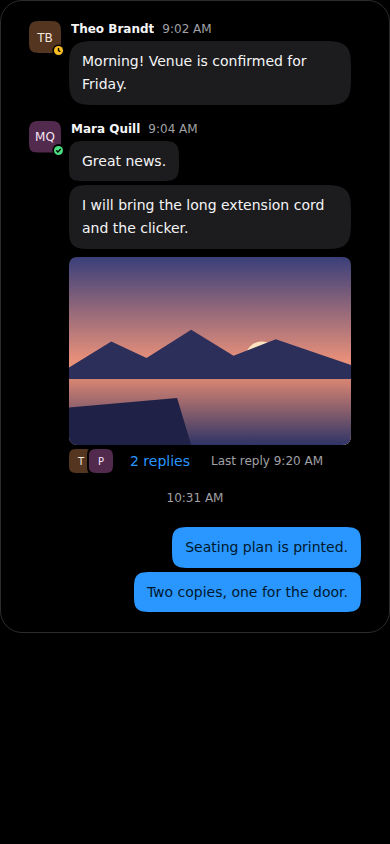 TB
Theo Brandt 9:02 AM
Morning! Venue is confirmed for
Friday.
MQ
Mara Quill 9:04 AM
Great news.
I will bring the long extension cord
and the clicker.
T P 2 replies Last reply 9:20 AM
10:31 AM
Seating plan is printed.
Two copies, one for the door.